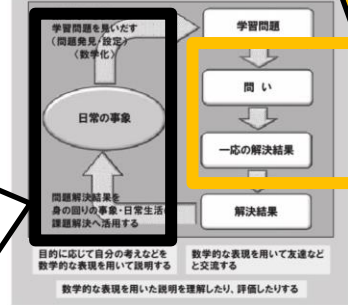 学習問題を見いだす
（問題発見・設定）
（数学化）
学習問題
問 い
日常の事象
一応の解決結果
問題解決結果を
身の回りの事象・日常生活の
課題解決へ活用する
解決結果
目的に応じて自分の考えなどを
数学的な表現を用いて説明する
数学的な表現を用いて友達など
と交流する
数学的な表現を用いた説明を理解したり、評価したりする